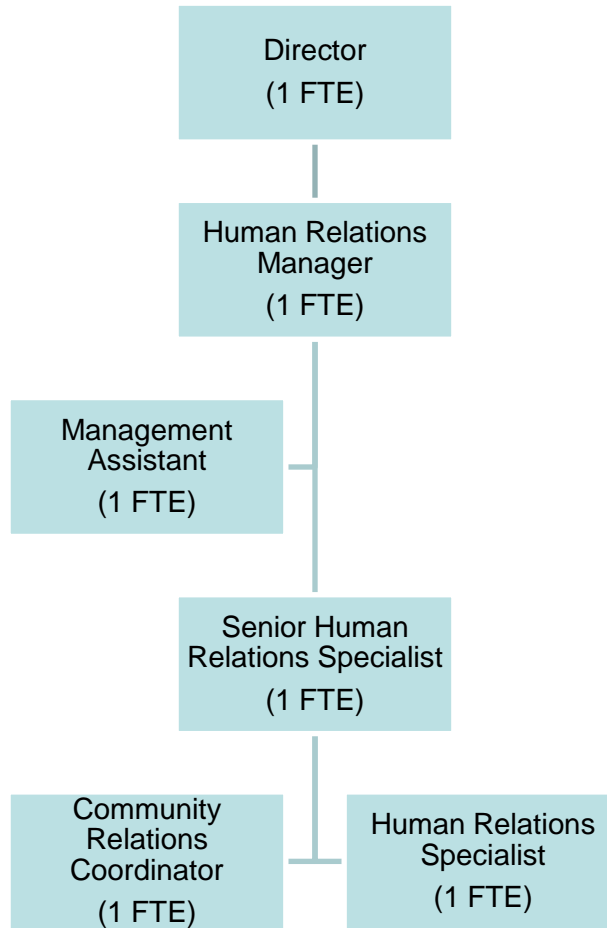 Director
(1 FTE)
Human Relations
Manager
(1 FTE)
Management
Assistant
(1 FTE)
Senior Human
Relations Specialist
(1 FTE)
Community
Relations
Coordinator
(1 FTE)
Human Relations
Specialist
(1 FTE)